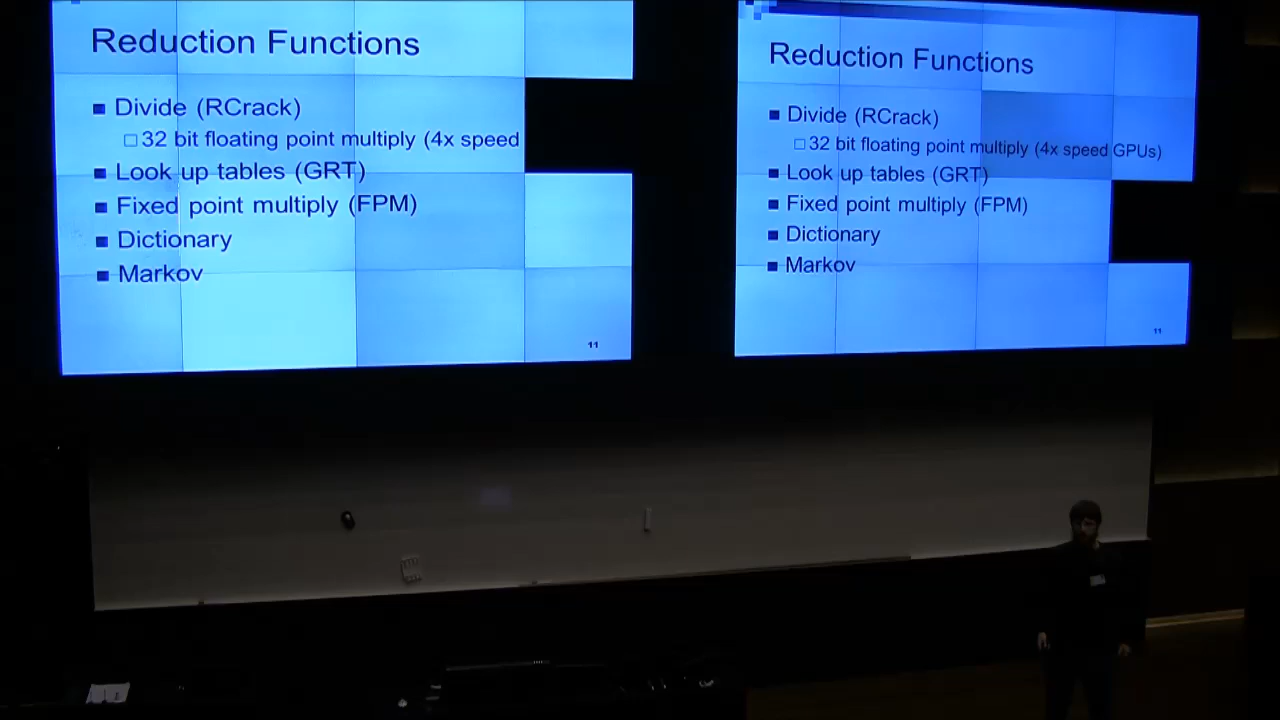 Reduction Functions
Divide (RCrack)
32 bit floating point multiply (4x speed
Look up tables (GRT)
Fixed point multiply (FPM)
Dictionary
Markov
11
Reduction Functions
Divide (RCrack)
32 bit floating point multiply (4x speed GPUs)
Look up tables (GRT)
Fixed point multiply (FPM)
Dictionary
Markov
11